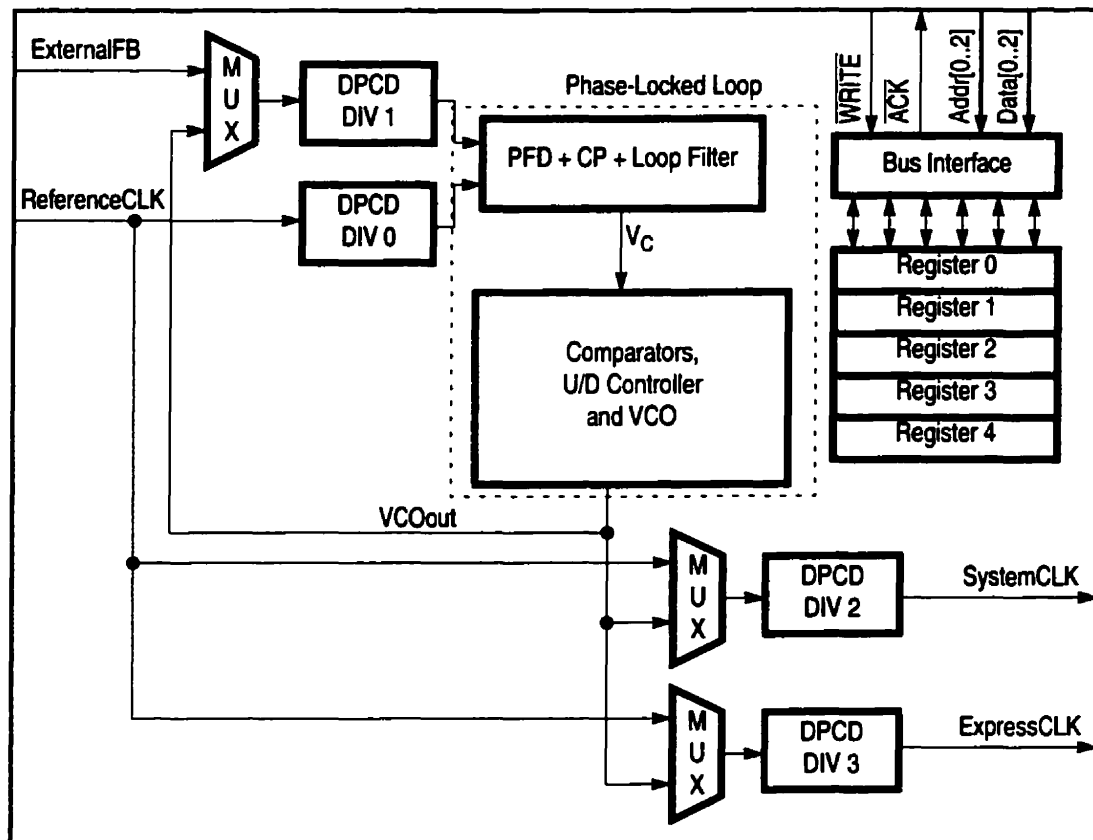 ExternalFB
M
U
X
DPCD
DIV 1
Phase-Locked Loop
PFD + CP + Loop Filter
WRITE
ACK
Addr[0..2]
Data[0..2]
Bus Interface
ReferenceCLK
DPCD
DIV 0
VC
Register 0
Register 1
Register 2
Register 3
Register 4
Comparators,
U/D Controller
and VCO
VCOout
M
U
X
DPCD
DIV 2
SystemCLK
M
U
X
DPCD
DIV 3
ExpressCLK